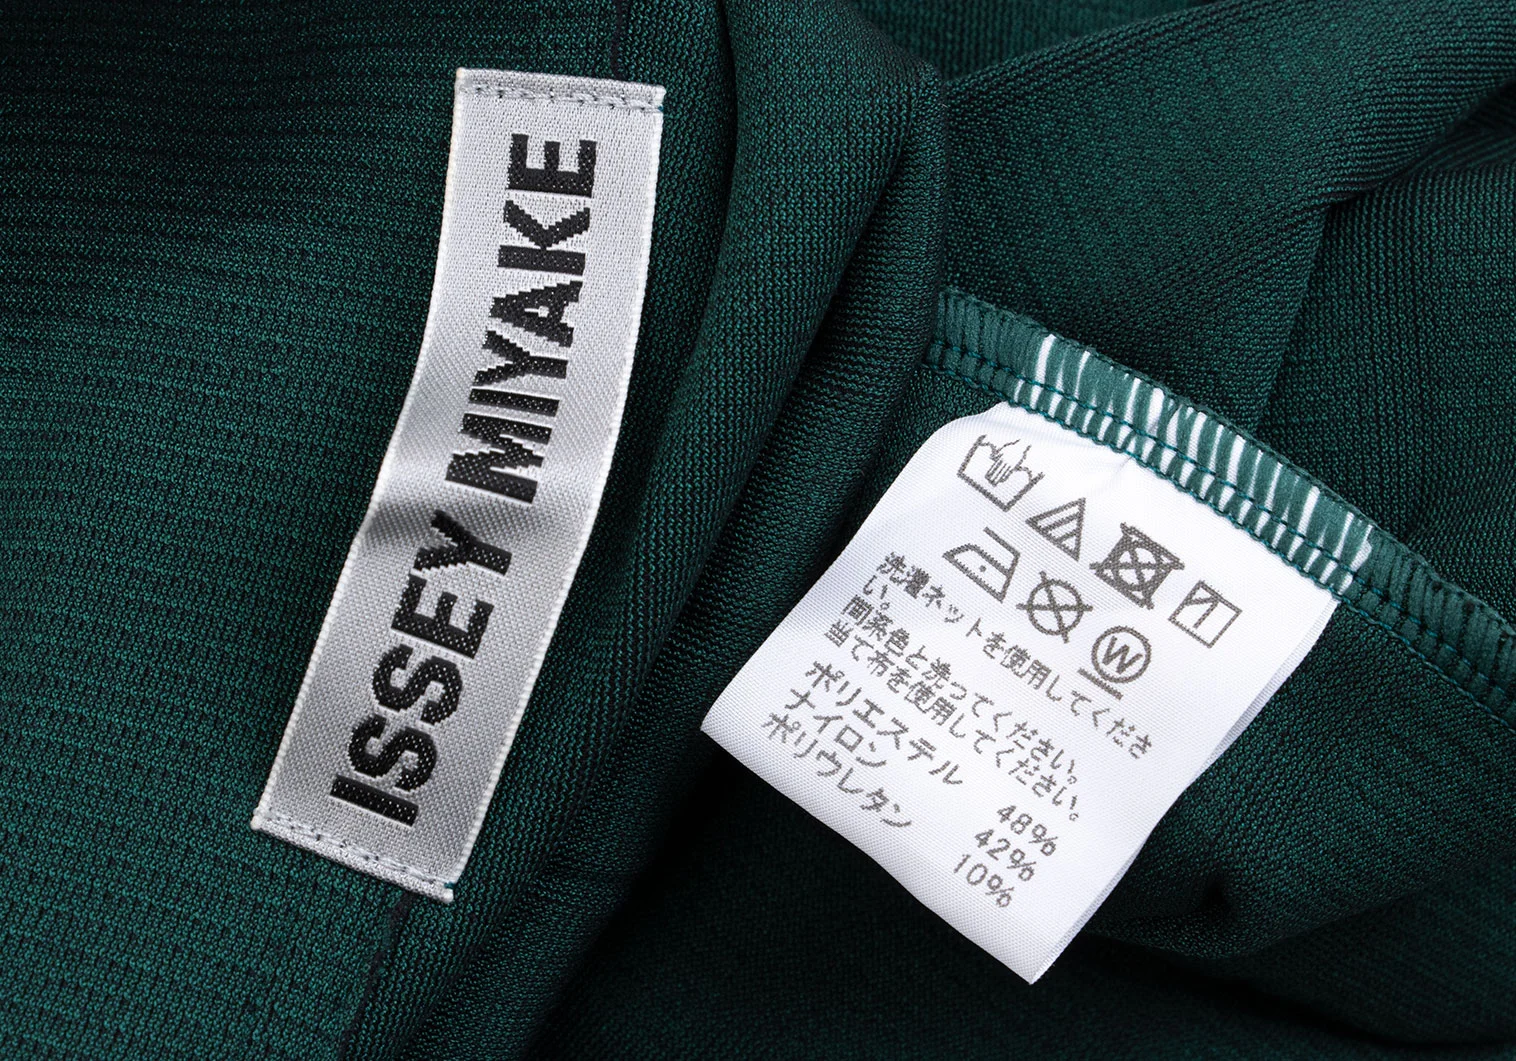 ISSEY MIYAKE
W
洗濯ネットを使用してくださ
い。
同系色と洗ってください。
当て布を使用してください。
ポリエステル 48%
ナイロン 42%
ポリウレタン 10%